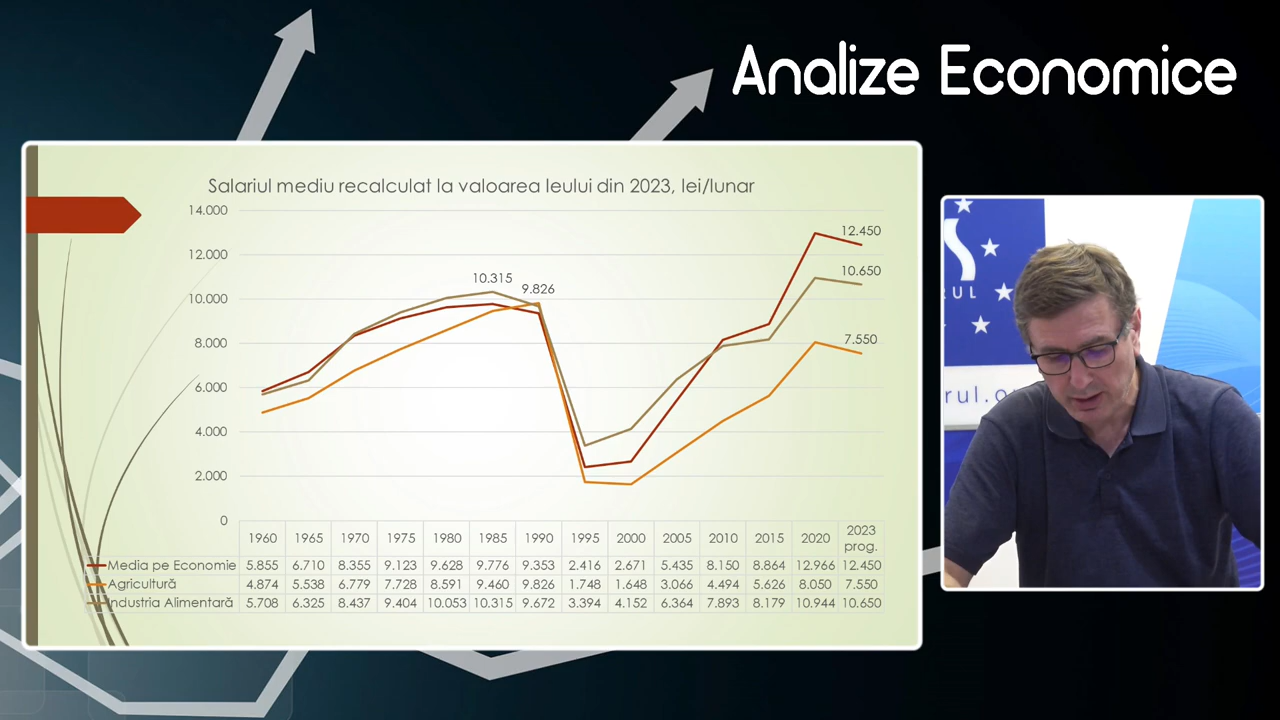 Analize Economice
Salariul mediu recalculat la valoarea leului din 2023, lei/lunar
14.000
12.000
10.000
8.000
6.000
4.000
2.000
0
10.315
9.826
12.450
10.650
7.550
1960 1965 1970 1975 1980 1985 1990 1995 2000 2005 2010 2015 2020 2023 prog.
Media pe Economie 5.855 6.710 8.355 9.123 9.628 9.776 9.353 2.416 2.671 5.435 8.150 8.864 12.966 12.450
Agricultură 4.874 5.538 6.779 7.728 8.591 9.460 9.826 1.748 1.648 3.066 4.494 5.626 8.050 7.550
Industria Alimentară 5.708 6.325 8.437 9.404 10.053 10.315 9.672 3.394 4.152 6.364 7.893 8.179 10.944 10.650
S
RUL
rul.o